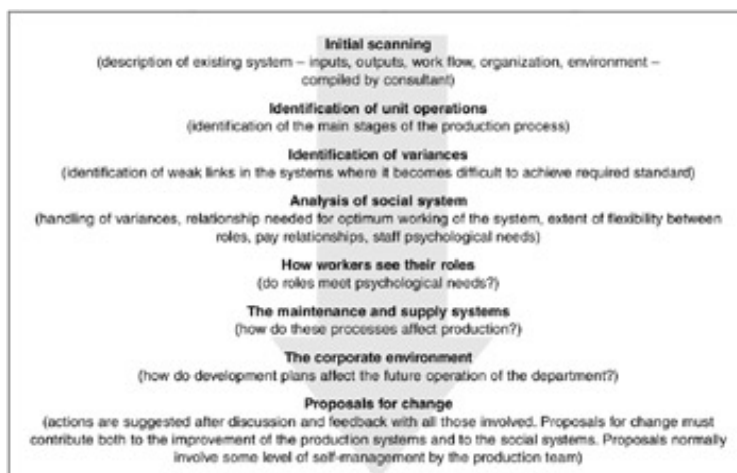 Initial scanning
(description of existing system – inputs, outputs, work flow, organization, environment –
compiled by consultant)
Identification of unit operations
(identification of the main stages of the production process)
Identification of variances
(identification of weak links in the systems where it becomes difficult to achieve required standard)
Analysis of social system
(handling of variances, relationship needed for optimum working of the system, extent of flexibility between
roles, pay relationships, staff psychological needs)
How workers see their roles
(do roles meet psychological needs?)
The maintenance and supply systems
(how do these processes affect production?)
The corporate environment
(how do development plans affect the future operation of the department?)
Proposals for change
(actions are suggested after discussion and feedback with all those involved. Proposals for change must
contribute both to the improvement of the production systems and to the social systems. Proposals normally
involve some level of self-management by the production team)